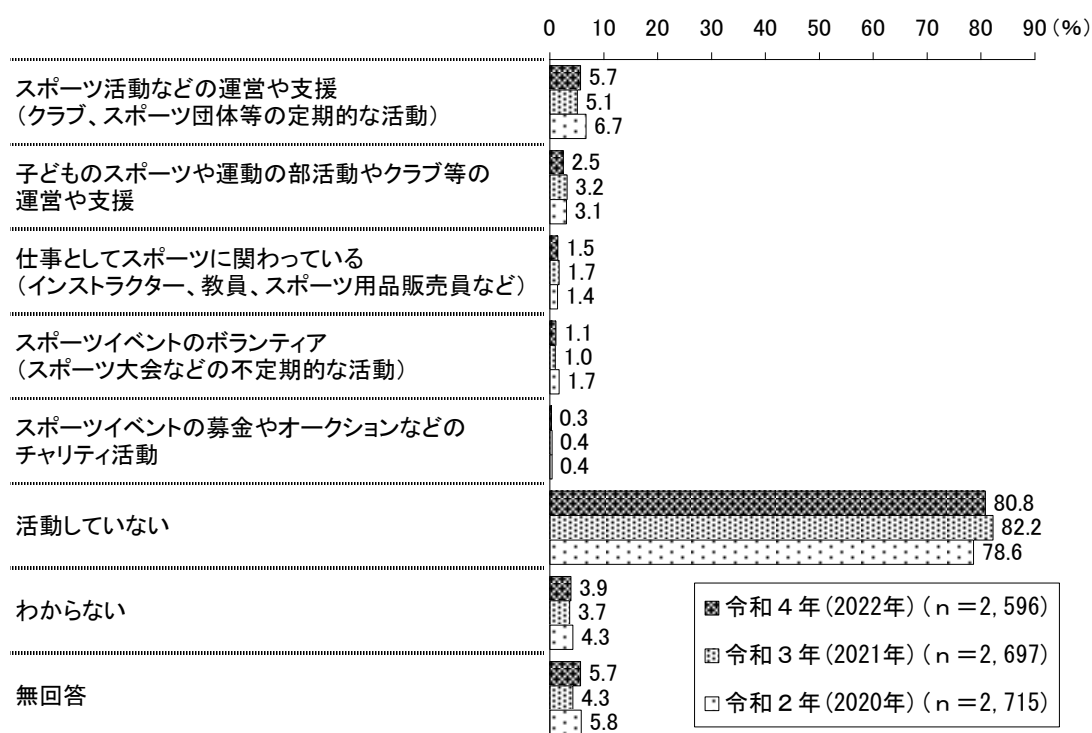 0 10 20 30 40 50 60 70 80 90 (%)
スポーツ活動などの運営や支援
（クラブ、スポーツ団体等の定期的な活動）
5.7
5.1
6.7
子どものスポーツや運動の部活動やクラブ等の
運営や支援
2.5
3.2
3.1
仕事としてスポーツに関わっている
（インストラクター、教員、スポーツ用品販売員など）
1.5
1.7
1.4
スポーツイベントのボランティア
（スポーツ大会などの不定期的な活動）
1.1
1.0
1.7
スポーツイベントの募金やオークションなどの
チャリティ活動
0.3
0.4
0.4
活動していない
80.8
82.2
78.6
わからない
3.9
3.7
4.3
無回答
5.7
4.3
5.8
令和４年(2022年)(ｎ＝2,596)
令和３年(2021年)(ｎ＝2,697)
令和２年(2020年)(ｎ＝2,715)